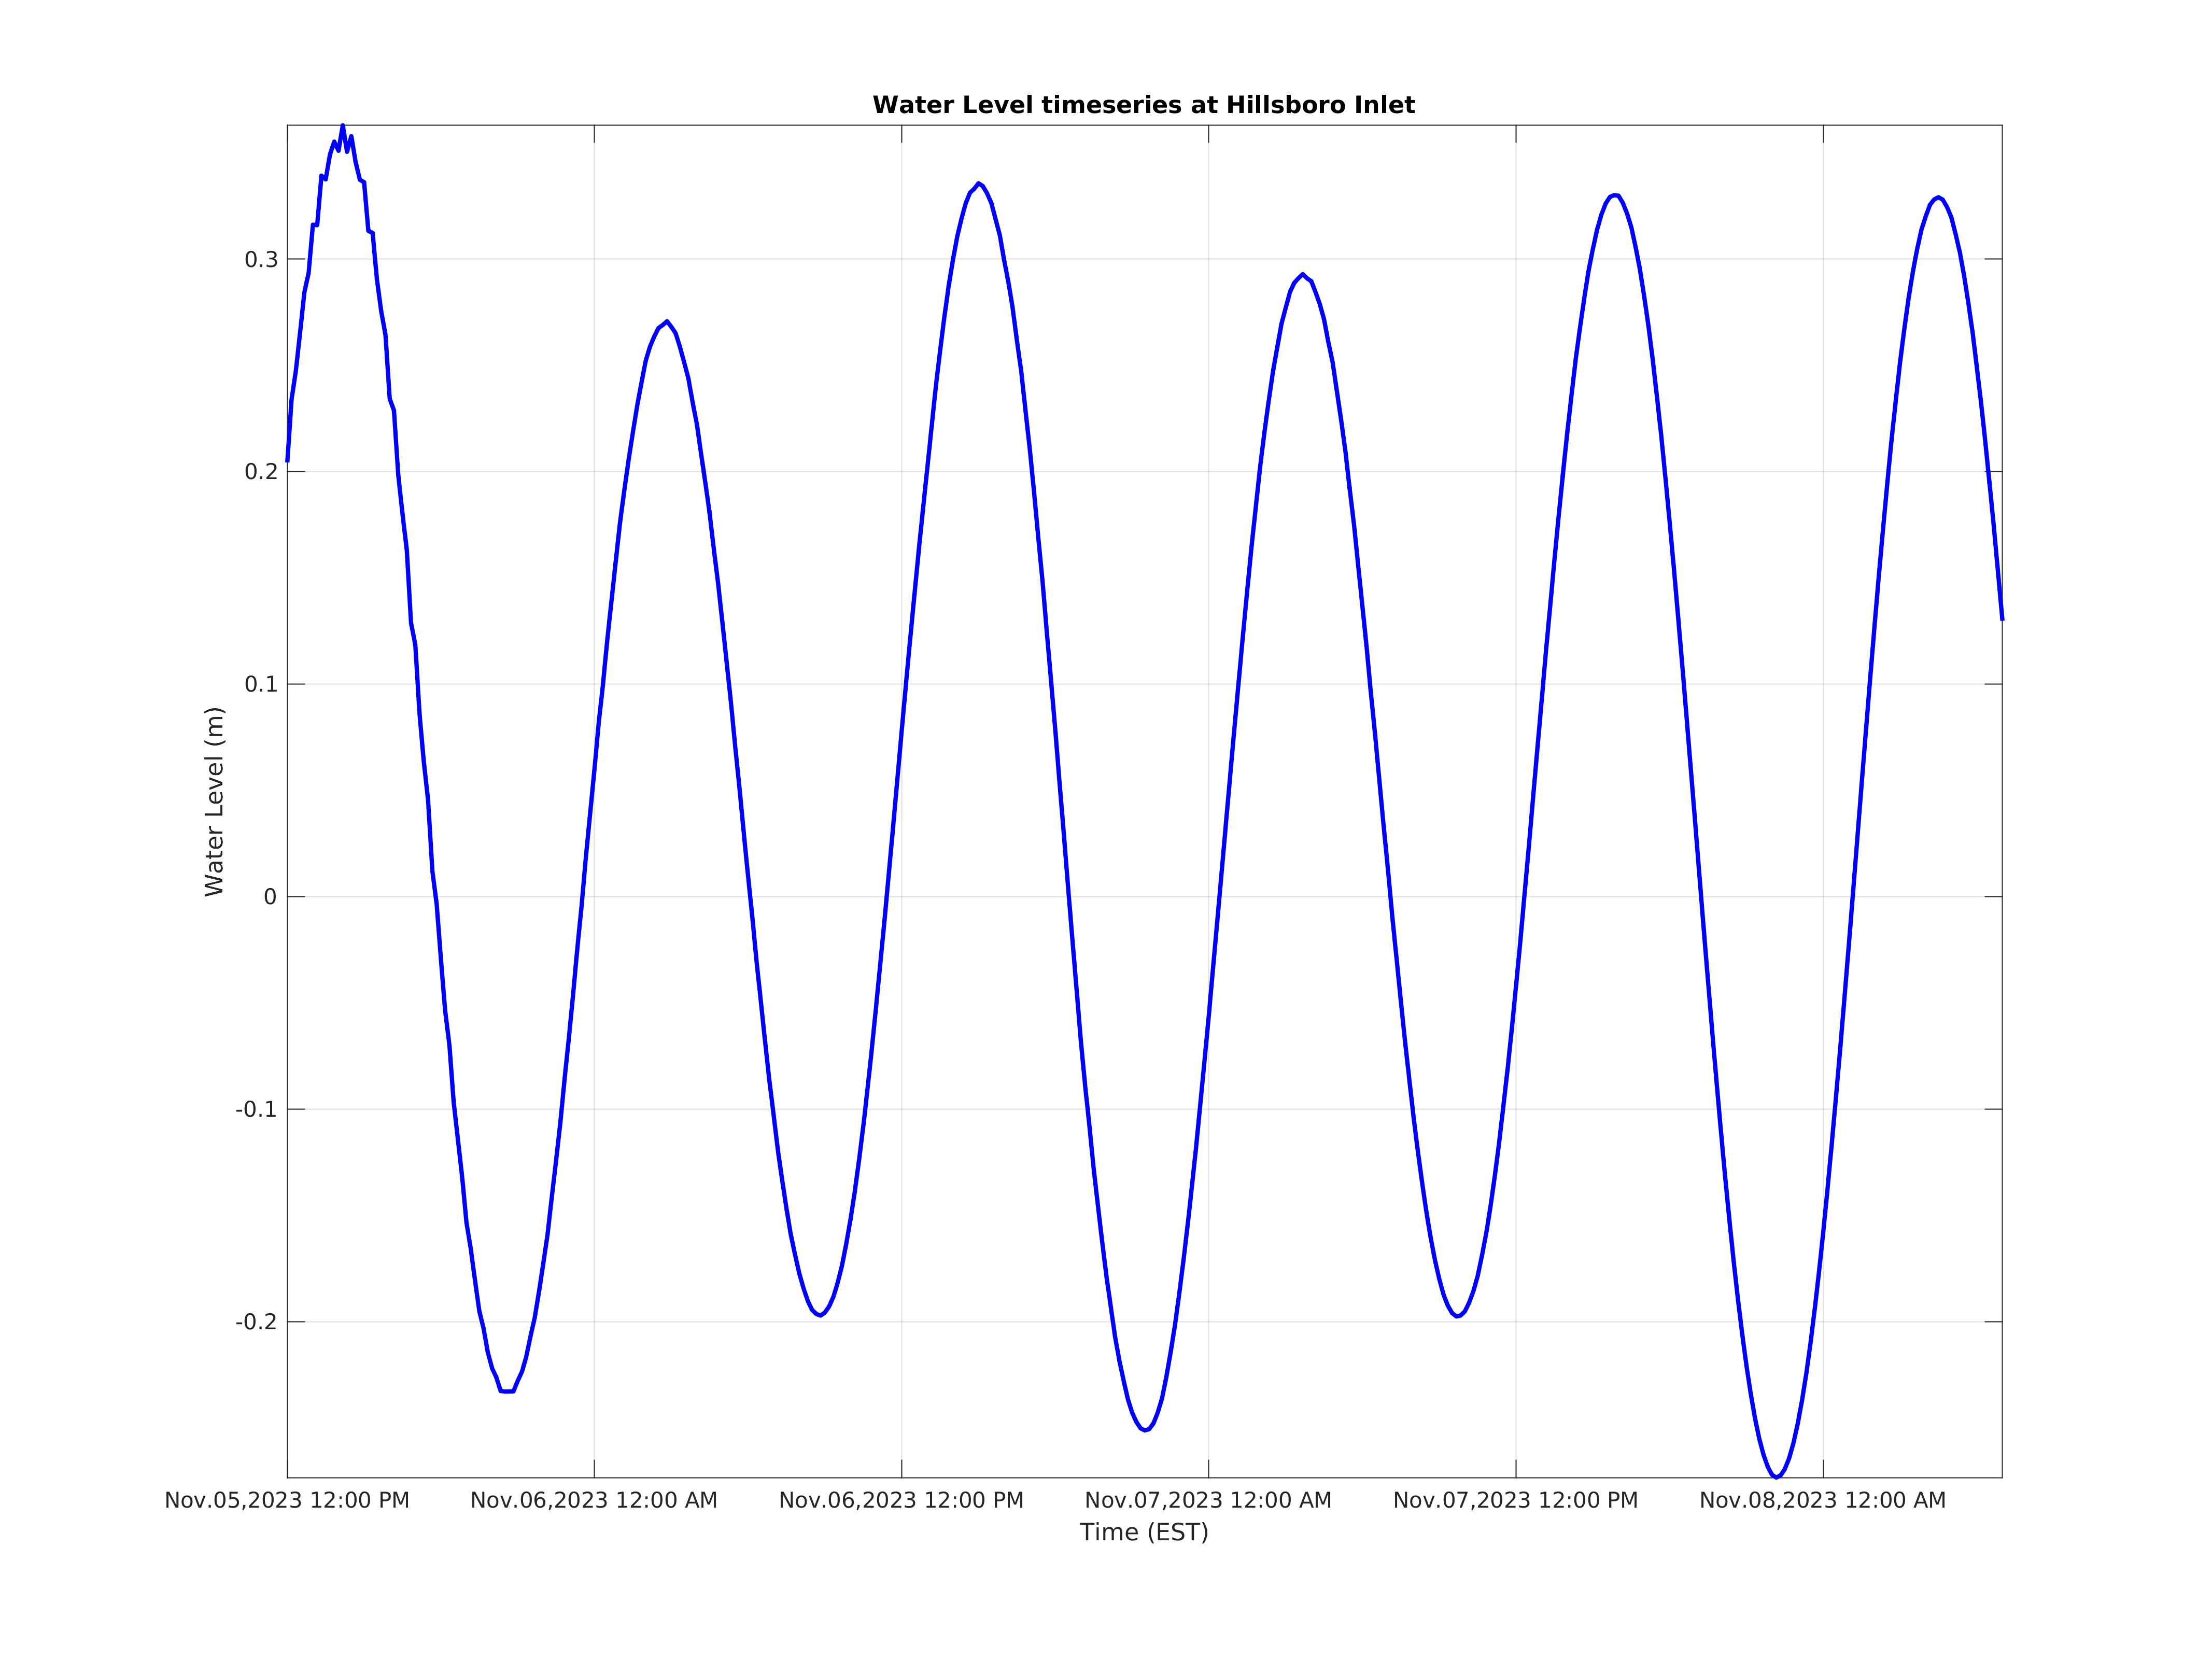 Water Level timeseries at Hillsboro Inlet
0.3
0.2
0.1
0
-0.1
-0.2
Water Level (m)
Nov.05,2023 12:00 PM Nov.06,2023 12:00 AM Nov.06,2023 12:00 PM Nov.07,2023 12:00 AM Nov.07,2023 12:00 PM Nov.08,2023 12:00 AM
Time (EST)